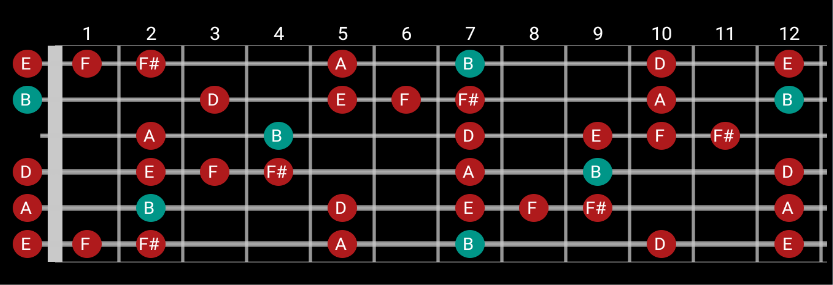 1 2 3 4 5 6 7 8 9 10 11 12
E F F# A B D E
B D E F F# A B
A B D E F F#
D E F F# A B D
A B D E F F# A
E F F# A B D E